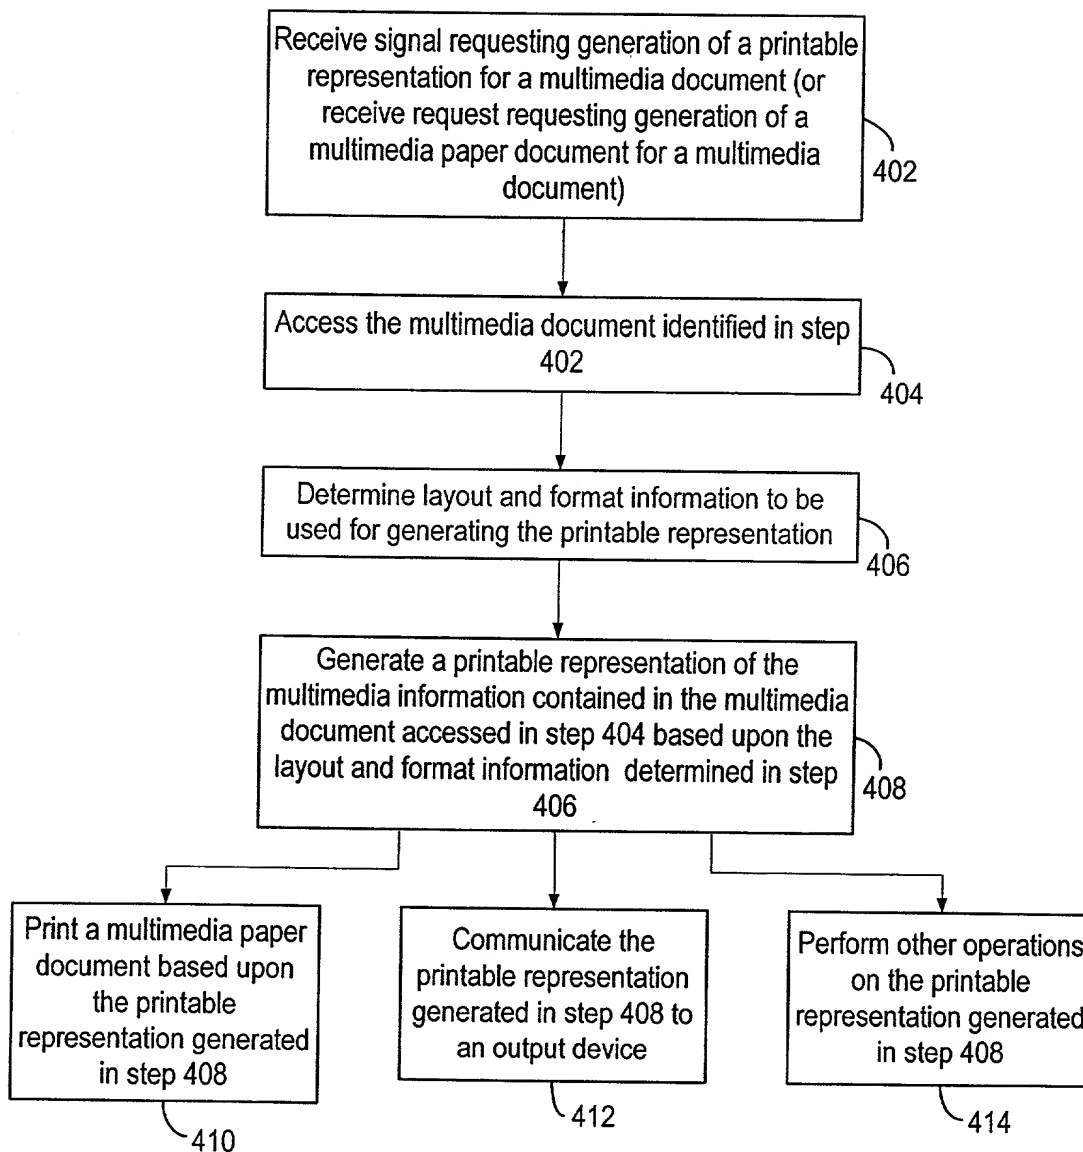 Receive signal requesting generation of a printable
representation for a multimedia document (or
receive request requesting generation of a
multimedia paper document for a multimedia
document)
402
Access the multimedia document identified in step
402
404
Determine layout and format information to be
used for generating the printable representation
406
Generate a printable representation of the
multimedia information contained in the multimedia
document accessed in step 404 based upon the
layout and format information determined in step
406
408
Print a multimedia paper
document based upon
the printable
representation generated
in step 408
410
Communicate the
printable representation
generated in step 408 to
an output device
412
Perform other operations
on the printable
representation generated
in step 408
414